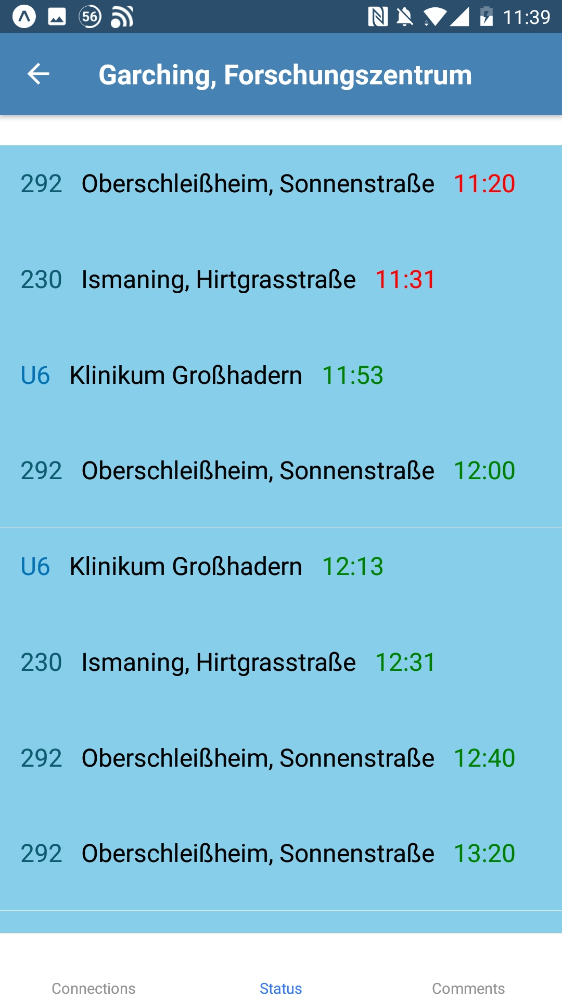 56 11:39
Garching, Forschungszentrum
292 Oberschleißheim, Sonnenstraße 11:20
230 Ismaning, Hirtgrasstraße 11:31
U6 Klinikum Großhadern 11:53
292 Oberschleißheim, Sonnenstraße 12:00
U6 Klinikum Großhadern 12:13
230 Ismaning, Hirtgrasstraße 12:31
292 Oberschleißheim, Sonnenstraße 12:40
292 Oberschleißheim, Sonnenstraße 13:20
Connections Status Comments